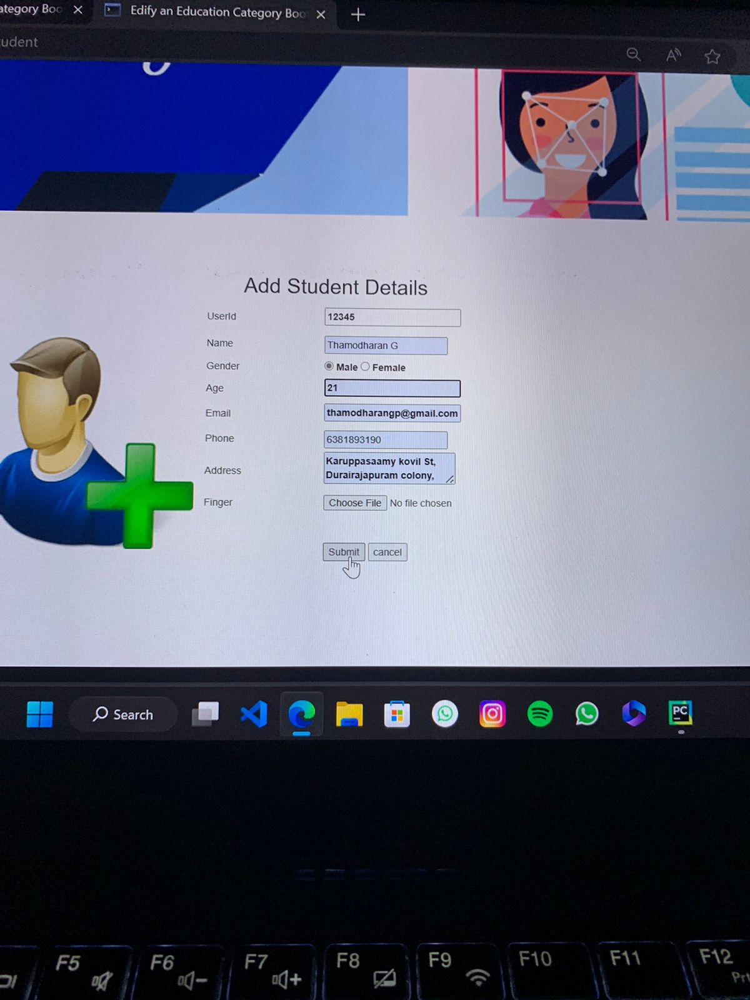 ategory Boo
Edify an Education Category Boo
udent
Add Student Details
UserId 12345
Name Thamodharan G
Gender Male Female
Age 21
Email thamodharangp@gmail.com
Phone 6381893190
Address Karuppasaamy kovil St,
Durairajapuram colony,
Finger Choose File No file chosen
Submit cancel
Search
PC
F5 F6 F7 F8 F9 F10 F11 F12
Prt